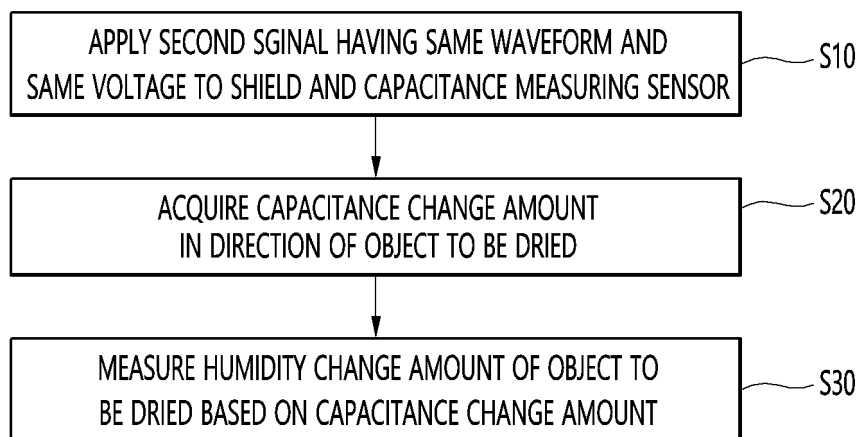 APPLY SECOND SGINAL HAVING SAME WAVEFORM AND
SAME VOLTAGE TO SHIELD AND CAPACITANCE MEASURING SENSOR
S10
ACQUIRE CAPACITANCE CHANGE AMOUNT
IN DIRECTION OF OBJECT TO BE DRIED
S20
MEASURE HUMIDITY CHANGE AMOUNT OF OBJECT TO
BE DRIED BASED ON CAPACITANCE CHANGE AMOUNT
S30